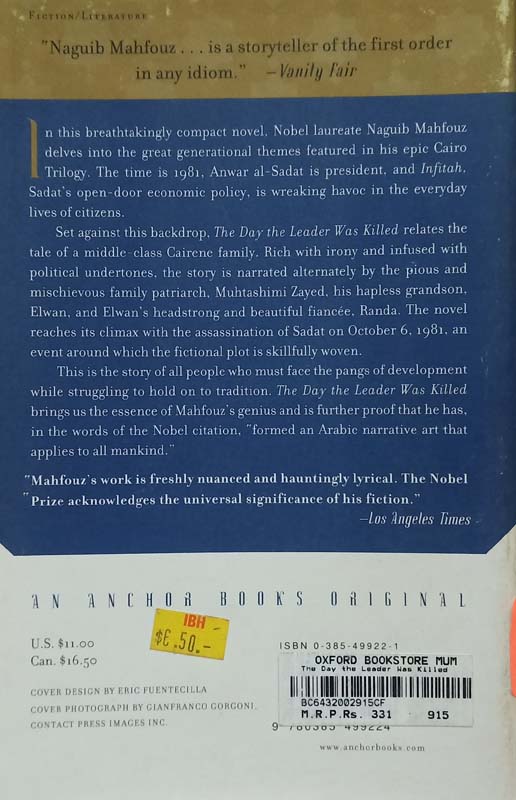 FICTION/LITERATURE
"Naguib Mahfouz . . . is a storyteller of the first order
in any idiom." —Vanity Fair
In this breathtakingly compact novel, Nobel laureate Naguib Mahfouz
delves into the great generational themes featured in his epic Cairo
Trilogy. The time is 1981, Anwar al-Sadat is president, and Infitah,
Sadat's open-door economic policy, is wreaking havoc in the everyday
lives of citizens.
Set against this backdrop, The Day the Leader Was Killed relates the
tale of a middle-class Cairene family. Rich with irony and infused with
political undertones, the story is narrated alternately by the pious and
mischievous family patriarch, Muhtashimi Zayed, his hapless grandson,
Elwan, and Elwan's headstrong and beautiful fiancée, Randa. The novel
reaches its climax with the assassination of Sadat on October 6, 1981, an
event around which the fictional plot is skillfully woven.
This is the story of all people who must face the pangs of development
while struggling to hold on to tradition. The Day the Leader Was Killed
brings us the essence of Mahfouz's genius and is further proof that he has,
in the words of the Nobel citation, "formed an Arabic narrative art that
applies to all mankind."
"Mahfouz's work is freshly nuanced and hauntingly lyrical. The Nobel
Prize acknowledges the universal significance of his fiction."
—Los Angeles Times
AN ANCHOR BOOKS ORIGINAL
IBH
50.-
U.S. $11.00
Can. $16.50
ISBN 0-385-49922-1
OXFORD BOOKSTORE MUM
The Day the Leader Was Killed
BC6432002915CF
M.R.P.Rs. 331 915
9 780385 499224
COVER DESIGN BY ERIC FUENTECILLA
COVER PHOTOGRAPH BY GIANFRANCO GORGONI,
CONTACT PRESS IMAGES INC.
www.anchorbooks.com